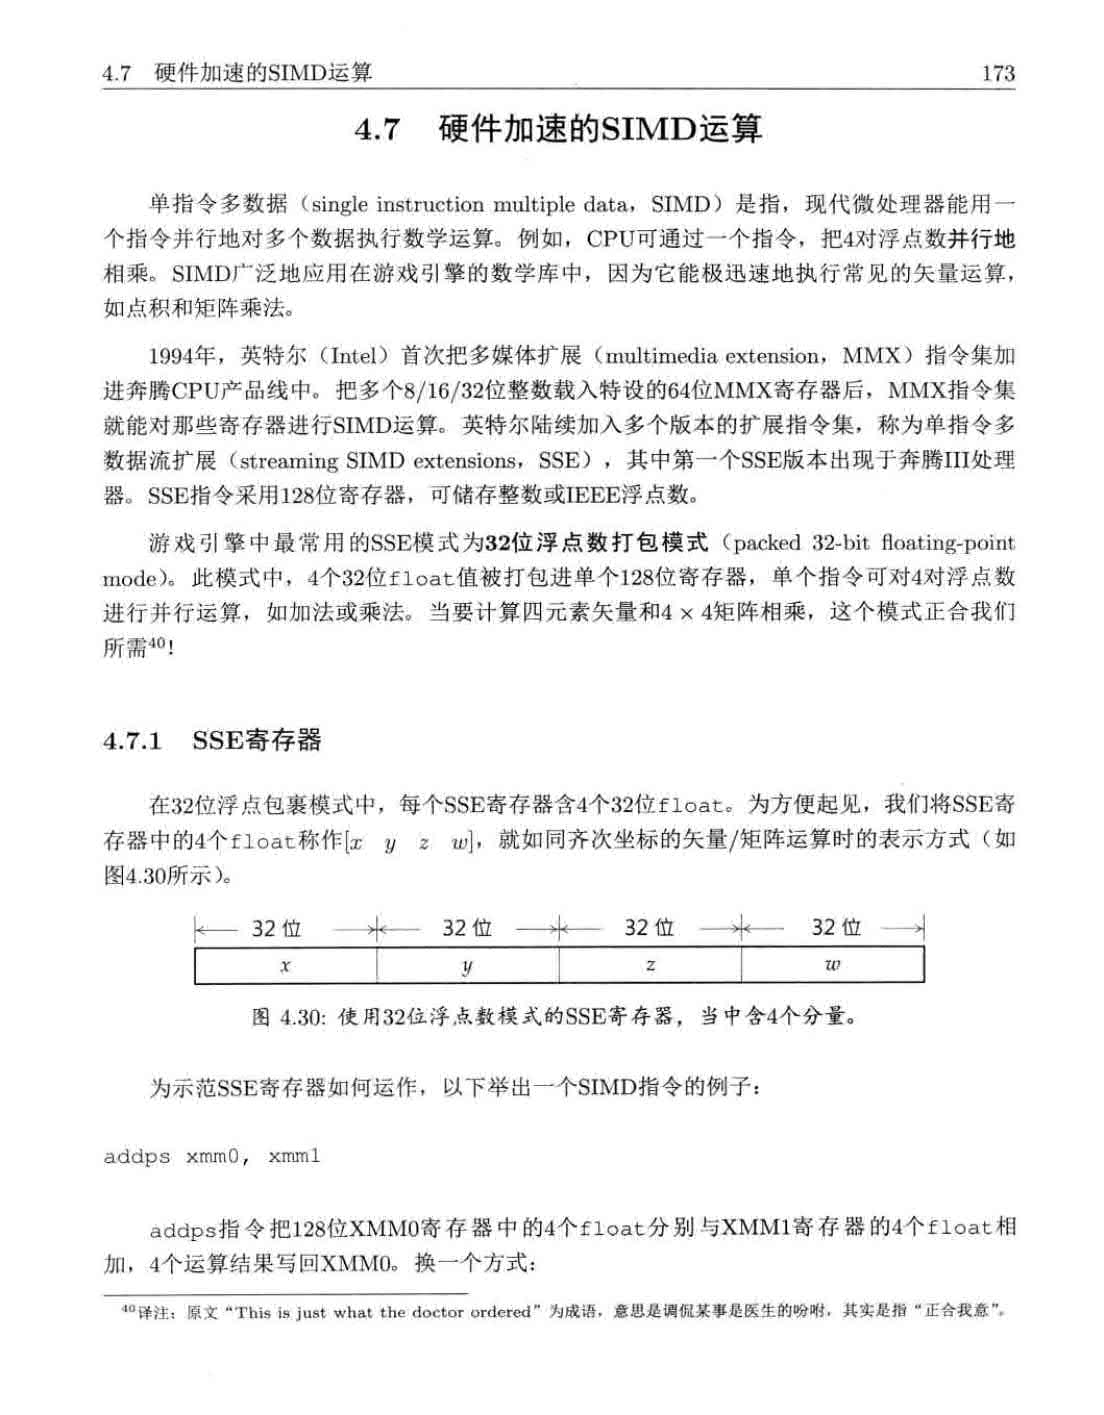 4.7 硬件加速的SIMD运算 173
4.7 硬件加速的SIMD运算
单指令多数据（single instruction multiple data，SIMD）是指，现代微处理器能用一
个指令并行地对多个数据执行数学运算。例如，CPU可通过一个指令，把4对浮点数并行地
相乘。SIMD广泛地应用在游戏引擎的数学库中，因为它能极迅速地执行常见的矢量运算，
如点积和矩阵乘法。
1994年，英特尔（Intel）首次把多媒体扩展（multimedia extension，MMX）指令集加
进奔腾CPU产品线中。把多个8/16/32位整数载入特设的64位MMX寄存器后，MMX指令集
就能对那些寄存器进行SIMD运算。英特尔陆续加入多个版本的扩展指令集，称为单指令多
数据流扩展（streaming SIMD extensions，SSE），其中第一个SSE版本出现于奔腾III处理
器。SSE指令采用128位寄存器，可储存整数或IEEE浮点数。
游戏引擎中最常用的SSE模式为32位浮点数打包模式（packed 32-bit floating-point
mode）。此模式中，4个32位float值被打包进单个128位寄存器，单个指令可对4对浮点数
进行并行运算，如加法或乘法。当要计算四元素矢量和4 × 4矩阵相乘，这个模式正合我们
所需40！
4.7.1 SSE寄存器
在32位浮点包裹模式中，每个SSE寄存器含4个32位float。为方便起见，我们将SSE寄
存器中的4个float称作[x y z w]，就如同齐次坐标的矢量/矩阵运算时的表示方式（如
图4.30所示）。
32 位 32 位 32 位 32 位
x y z w
图 4.30: 使用32位浮点数模式的SSE寄存器，当中含4个分量。
为示范SSE寄存器如何运作，以下举出一个SIMD指令的例子：
addps xmm0, xmm1
addps指令把128位XMM0寄存器中的4个float分别与XMM1寄存器的4个float相
加，4个运算结果写回XMM0。换一个方式：
40译注：原文“This is just what the doctor ordered”为成语，意思是调侃某事是医生的吩咐，其实是指“正合我意”。